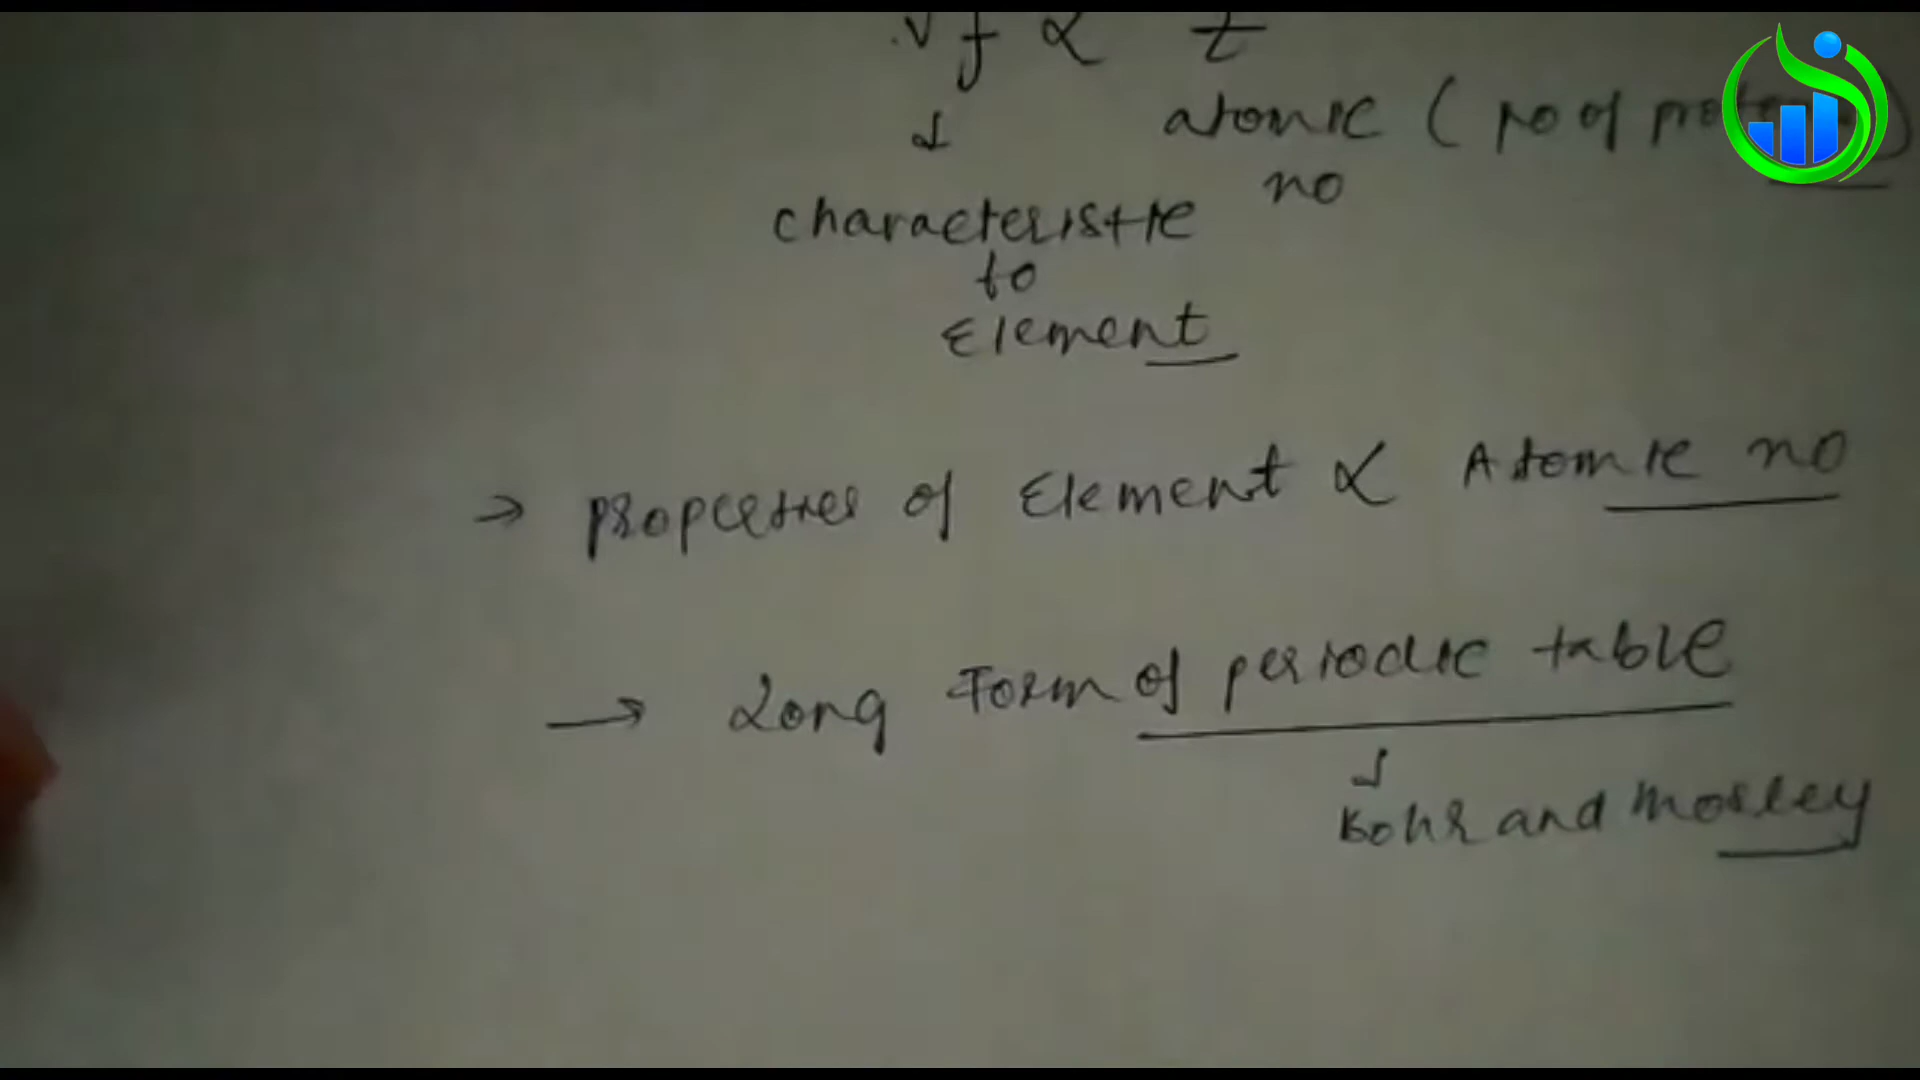 √f ∝ Z
↓ atomic (no of
no
characteristic
to
Element
→ properties of Element ∝ Atomic no
→ Long Form of periodic table
↓
Bohr and Mosley